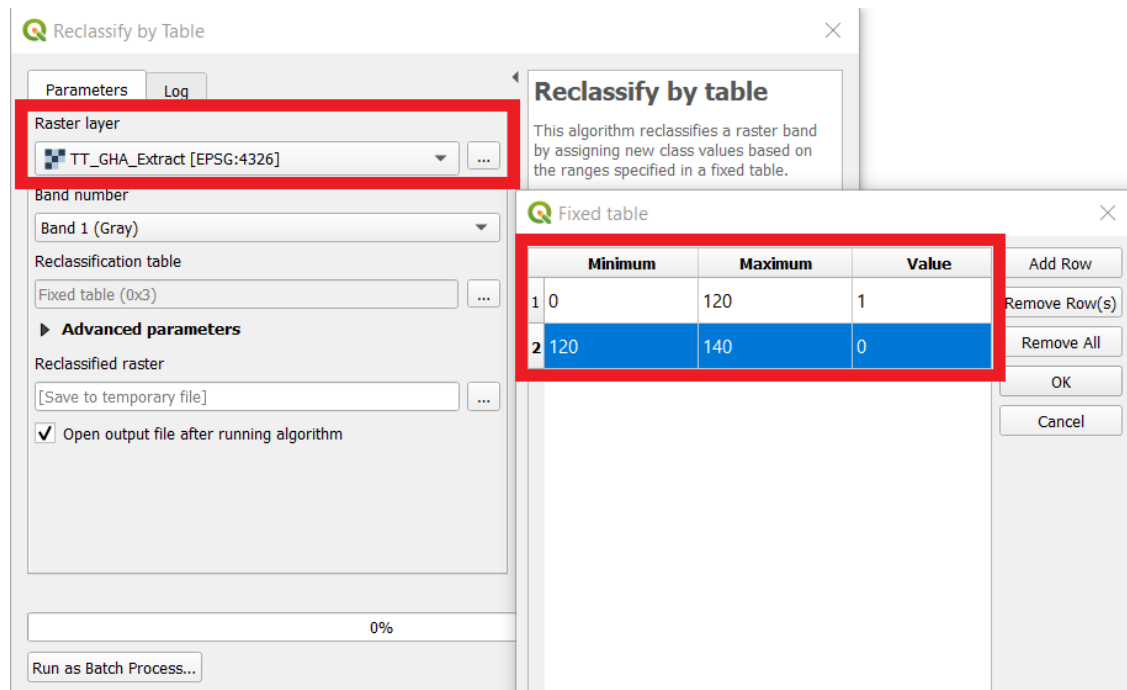 Reclassify by Table
Parameters
Log
Raster layer
TT_GHA_Extract [EPSG:4326]
...
Band number
Band 1 (Gray)
Reclassification table
Fixed table (0x3)
...
Advanced parameters
Reclassified raster
[Save to temporary file]
...
Open output file after running algorithm
0%
Run as Batch Process...
Reclassify by table
This algorithm reclassifies a raster band
by assigning new class values based on
the ranges specified in a fixed table.
Fixed table
Minimum Maximum Value
1 0 120 1
2 120 140 0
Add Row
Remove Row(s)
Remove All
OK
Cancel